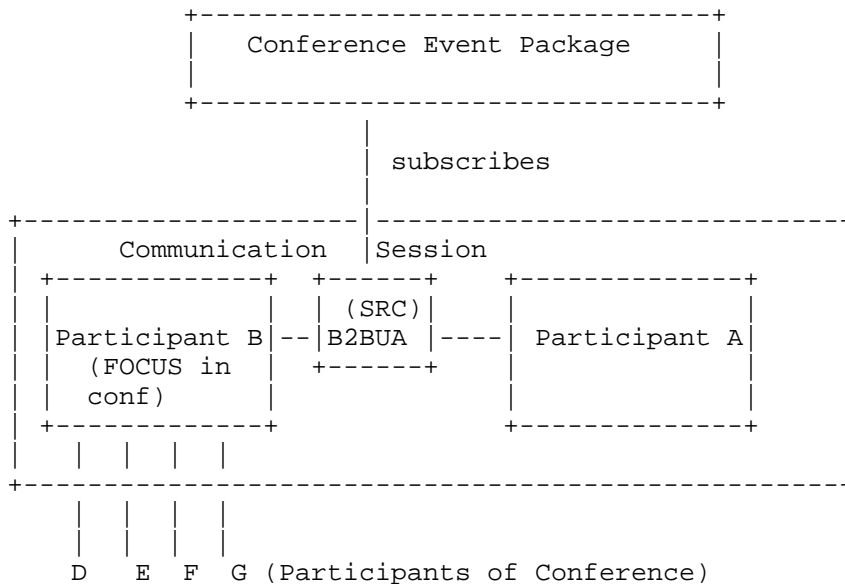 Conference Event Package
subscribes
Communication Session
(SRC)
Participant B B2BUA Participant A
(FOCUS in
conf)
D E F G (Participants of Conference)